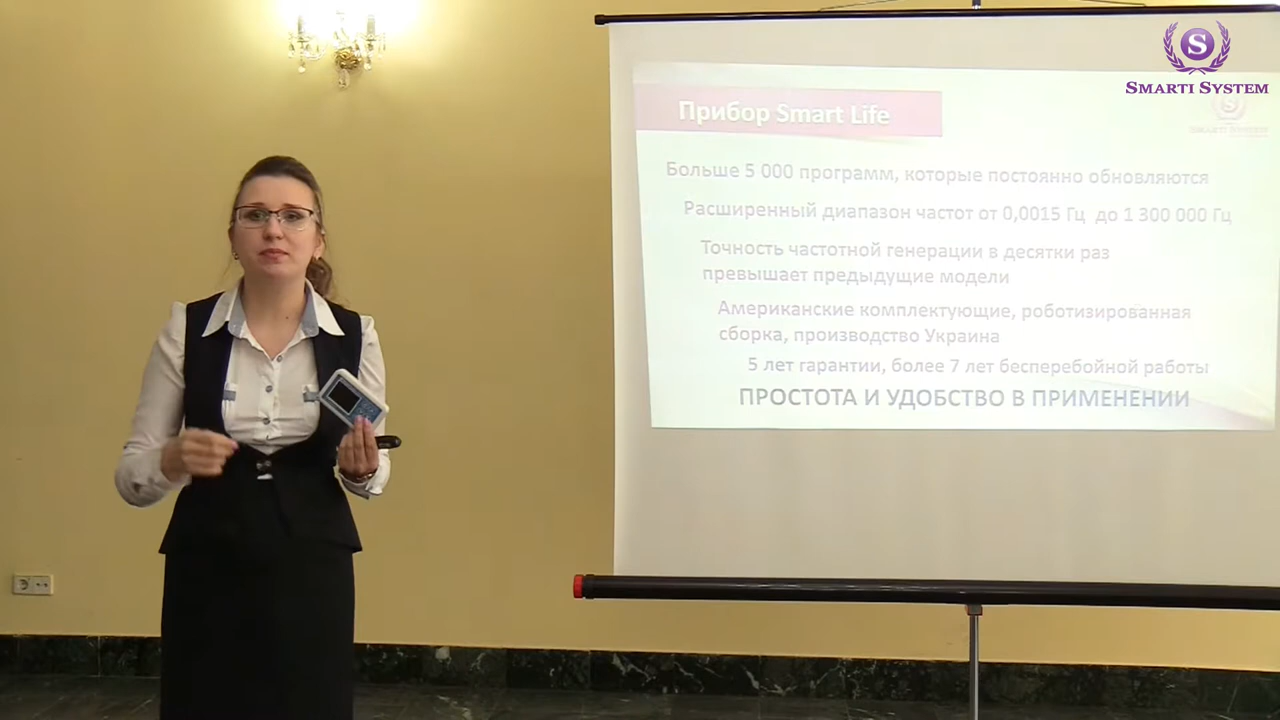 S
SMARTI SYSTEM
Прибор Smart Life
SMARTI SYSTEM
Больше 5 000 программ, которые постоянно обновляются
Расширенный диапазон частот от 0,0015 Гц до 1 300 000 Гц
Точность частотной генерации в десятки раз
превышает предыдущие модели
Американские комплектующие, роботизированная
сборка, производство Украина
5 лет гарантии, более 7 лет бесперебойной работы
ПРОСТОТА И УДОБСТВО В ПРИМЕНЕНИИ